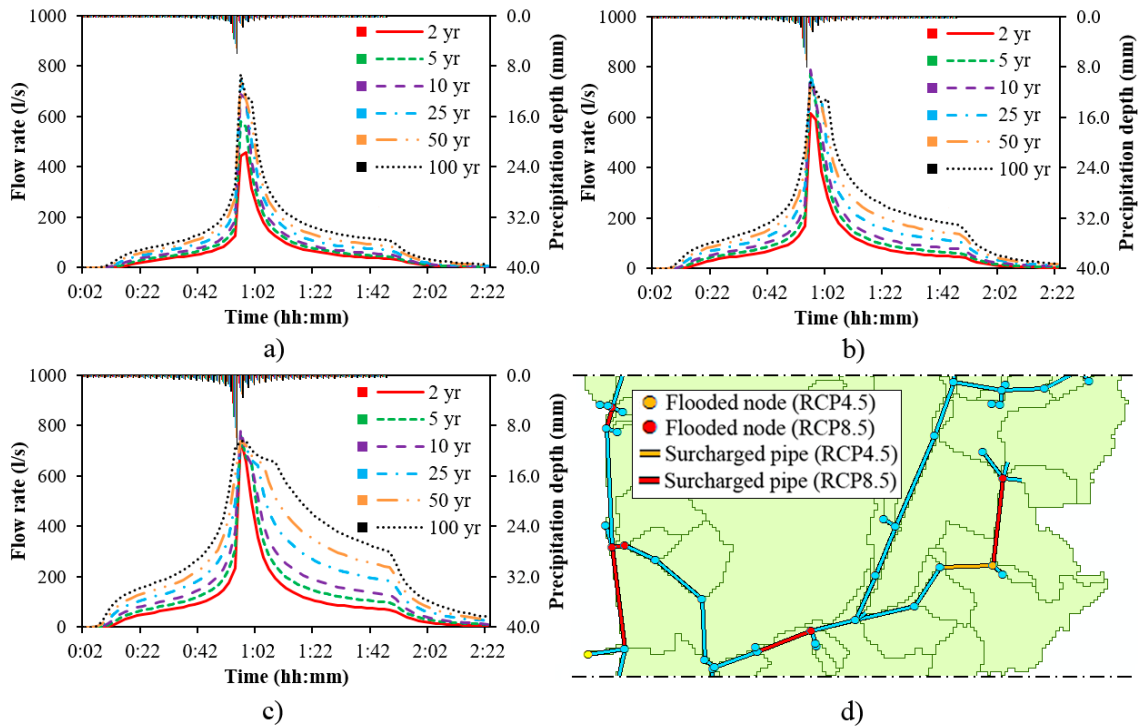 1000
800
600
400
200
0
Flow rate (l/s)
0.0
8.0
16.0
24.0
32.0
40.0
Precipitation depth (mm)
2 yr
5 yr
10 yr
25 yr
50 yr
100 yr
0:02 0:22 0:42 1:02 1:22 1:42 2:02 2:22
Time (hh:mm)
a)
1000
800
600
400
200
0
Flow rate (l/s)
0.0
8.0
16.0
24.0
32.0
40.0
Precipitation depth (mm)
2 yr
5 yr
10 yr
25 yr
50 yr
100 yr
0:02 0:22 0:42 1:02 1:22 1:42 2:02 2:22
Time (hh:mm)
b)
1000
800
600
400
200
0
Flow rate (l/s)
0.0
8.0
16.0
24.0
32.0
40.0
Precipitation depth (mm)
2 yr
5 yr
10 yr
25 yr
50 yr
100 yr
0:02 0:22 0:42 1:02 1:22 1:42 2:02 2:22
Time (hh:mm)
c)
Flooded node (RCP4.5)
Flooded node (RCP8.5)
Surcharged pipe (RCP4.5)
Surcharged pipe (RCP8.5)
d)